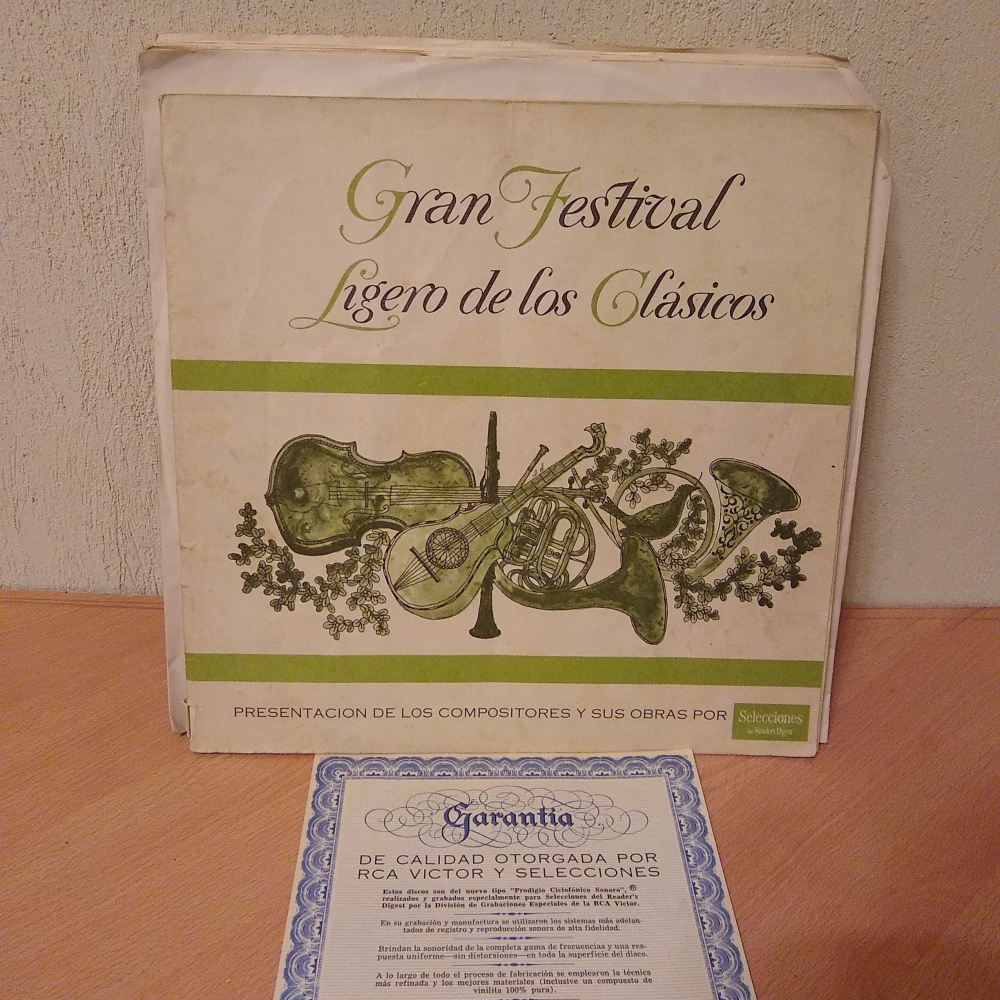 Gran Festival
Ligero de los Clásicos
PRESENTACION DE LOS COMPOSITORES Y SUS OBRAS POR
Selecciones
del Reader's Digest
Garantía
DE CALIDAD OTORGADA POR
RCA VICTOR Y SELECCIONES
Estos discos son del nuevo tipo "Prodigio Ciclofónico Sonoro", ®
realizados y grabados especialmente para Selecciones del Reader's
Digest por la División de Grabaciones Especiales de la RCA Victor.
En su grabación y manufactura se utilizaron los sistemas más adelan-
tados de registro y reproducción sonora de alta fidelidad.
Brindan la sonoridad de la completa gama de frecuencias y una res-
puesta uniforme—sin distorsiones—en toda la superficie del disco.
A lo largo de todo el proceso de fabricación se emplearon la técnica
más refinada y los mejores materiales (inclusive un compuesto de
vinilita 100% pura).